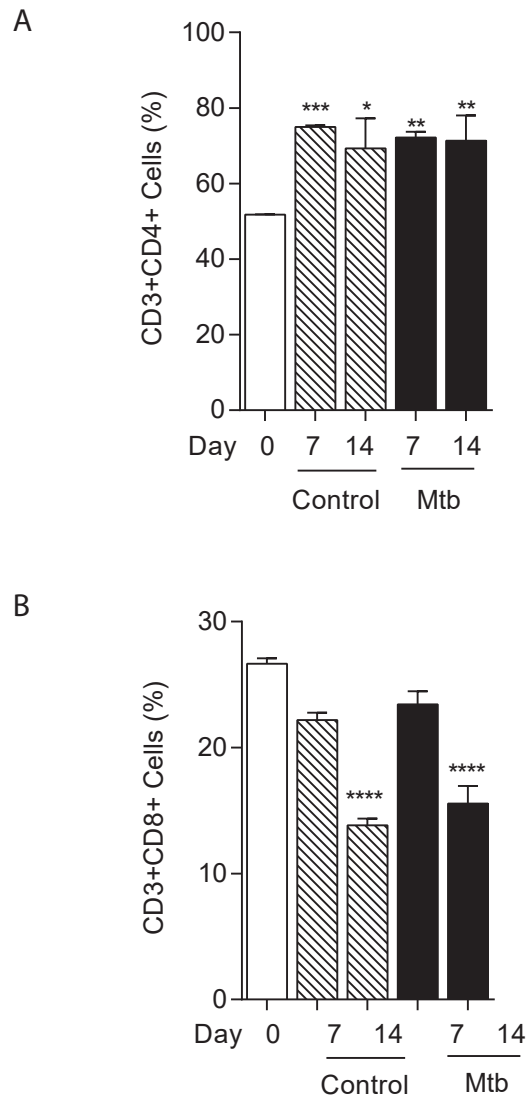 A
CD3+CD4+ Cells (%)
100
80
60
40
20
0
*** * ** **
Day 0 7 14 7 14
Control Mtb
B
CD3+CD8+ Cells (%)
30
20
10
0
**** ****
Day 0 7 14 7 14
Control Mtb